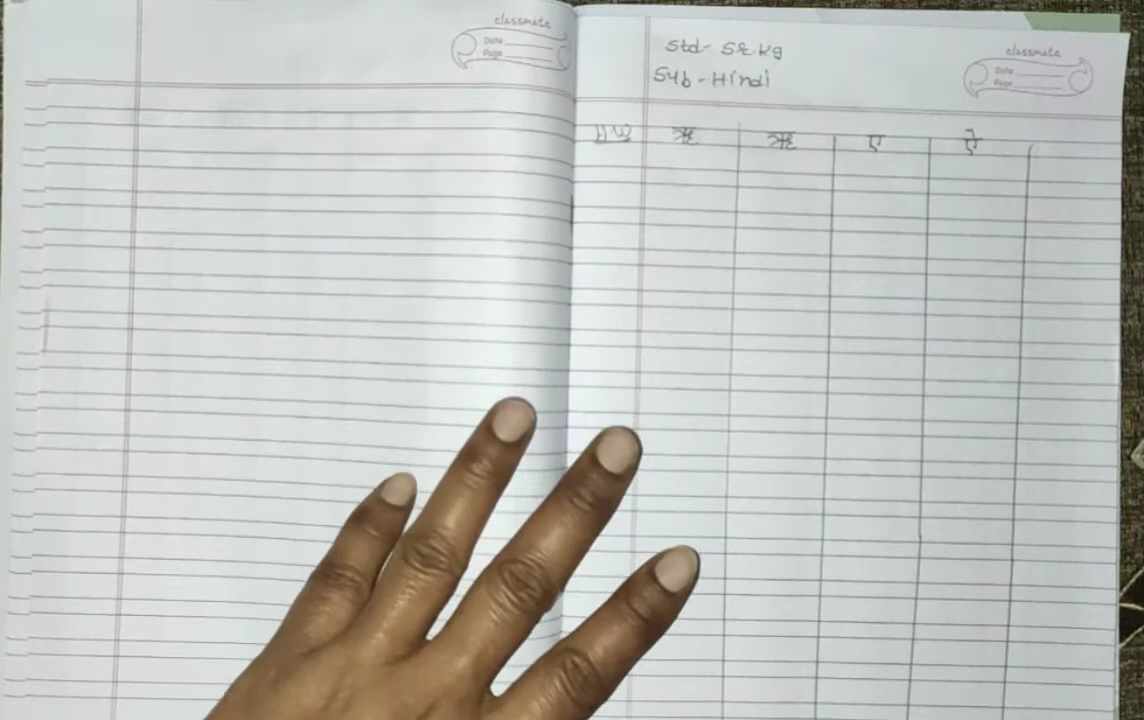 classmate
Date
Page
Std- Sr. Kg
Sub - Hindi
classmate
Date
Page
ऋ ऋ ए ऐ